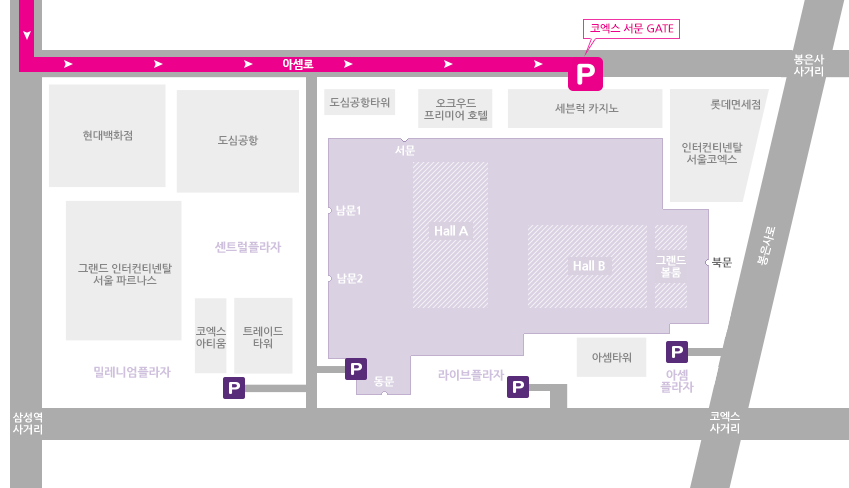 코엑스 서문 GATE
P
아셈로
봉은사
사거리
도심공항타워
오크우드
프리미어 호텔
세븐럭 카지노
롯데면세점
현대백화점
도심공항
인터컨티넨탈
서울코엑스
서문
남문1
Hall A
센트럴플라자
봉은사로
그랜드 인터컨티넨탈
서울 파르나스
남문2
Hall B
그랜드
볼룸
북문
코엑스
아티움
트레이드
타워
아셈타워
P
P
밀레니엄플라자
동문
라이브플라자
아셈
플라자
P
P
삼성역
사거리
코엑스
사거리